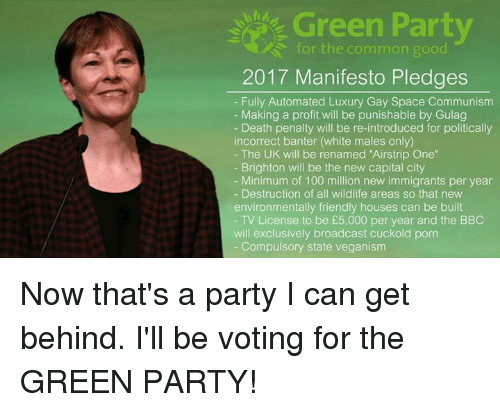 Green Party
for the common good
2017 Manifesto Pledges
- Fully Automated Luxury Gay Space Communism
- Making a profit will be punishable by Gulag
- Death penalty will be re-introduced for politically
incorrect banter (white males only)
- The UK will be renamed "Airstrip One"
- Brighton will be the new capital city
- Minimum of 100 million new immigrants per year
- Destruction of all wildlife areas so that new
environmentally friendly houses can be built
- TV License to be £5,000 per year and the BBC
will exclusively broadcast cuckold porn
- Compulsory state veganism
Now that's a party I can get
behind. I'll be voting for the
GREEN PARTY!